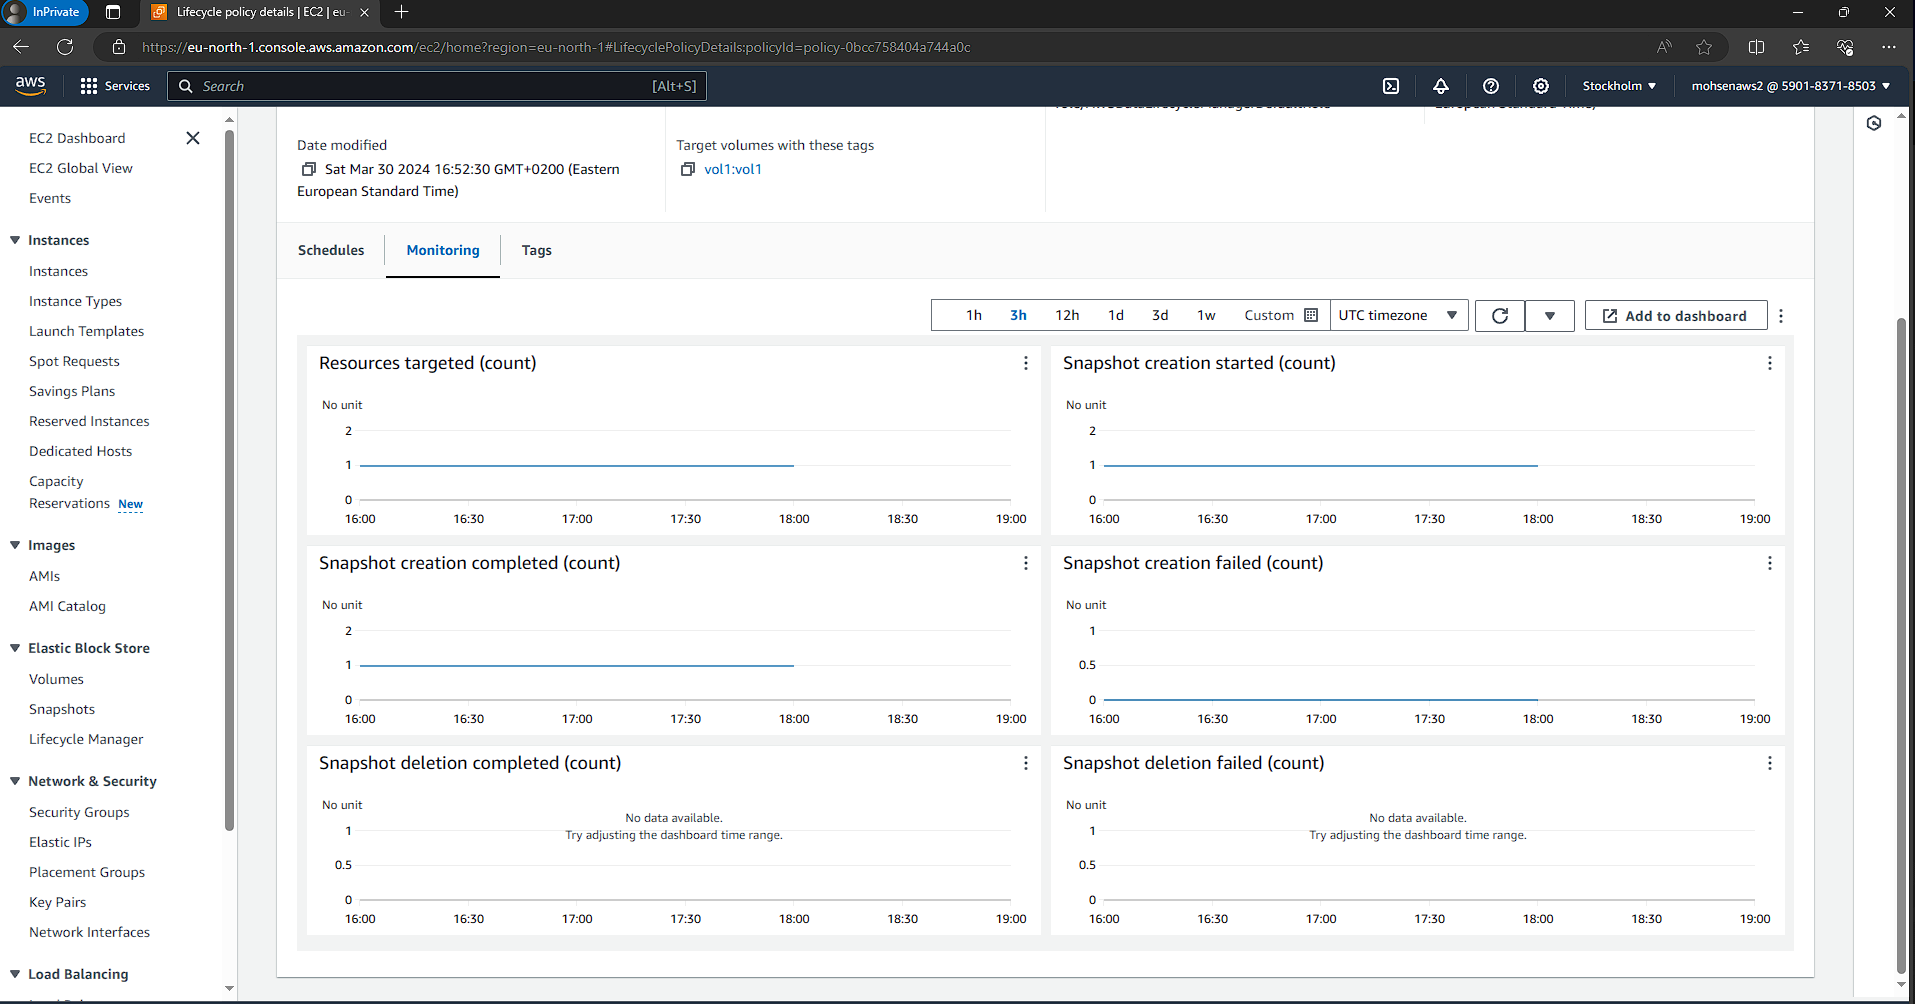 InPrivate
Lifecycle policy details | EC2 | eu-
https://eu-north-1.console.aws.amazon.com/ec2/home?region=eu-north-1#LifecyclePolicyDetails:policyId=policy-0bcc758404a744a0c
aws
Services
Search
[Alt+S]
Stockholm
mohsenaws2 @ 5901-8371-8503
EC2 Dashboard
EC2 Global View
Events
Instances
Instances
Instance Types
Launch Templates
Spot Requests
Savings Plans
Reserved Instances
Dedicated Hosts
Capacity
Reservations New
Images
AMIs
AMI Catalog
Elastic Block Store
Volumes
Snapshots
Lifecycle Manager
Network & Security
Security Groups
Elastic IPs
Placement Groups
Key Pairs
Network Interfaces
Load Balancing
Date modified
Sat Mar 30 2024 16:52:30 GMT+0200 (Eastern
European Standard Time)
Target volumes with these tags
vol1:vol1
Schedules
Monitoring
Tags
1h 3h 12h 1d 3d 1w Custom
UTC timezone
Add to dashboard
Resources targeted (count)
No unit
2
1
0
16:00 16:30 17:00 17:30 18:00 18:30 19:00
Snapshot creation started (count)
No unit
2
1
0
16:00 16:30 17:00 17:30 18:00 18:30 19:00
Snapshot creation completed (count)
No unit
2
1
0
16:00 16:30 17:00 17:30 18:00 18:30 19:00
Snapshot creation failed (count)
No unit
1
0.5
0
16:00 16:30 17:00 17:30 18:00 18:30 19:00
Snapshot deletion completed (count)
No unit
No data available.
Try adjusting the dashboard time range.
1
0.5
0
16:00 16:30 17:00 17:30 18:00 18:30 19:00
Snapshot deletion failed (count)
No unit
No data available.
Try adjusting the dashboard time range.
1
0.5
0
16:00 16:30 17:00 17:30 18:00 18:30 19:00